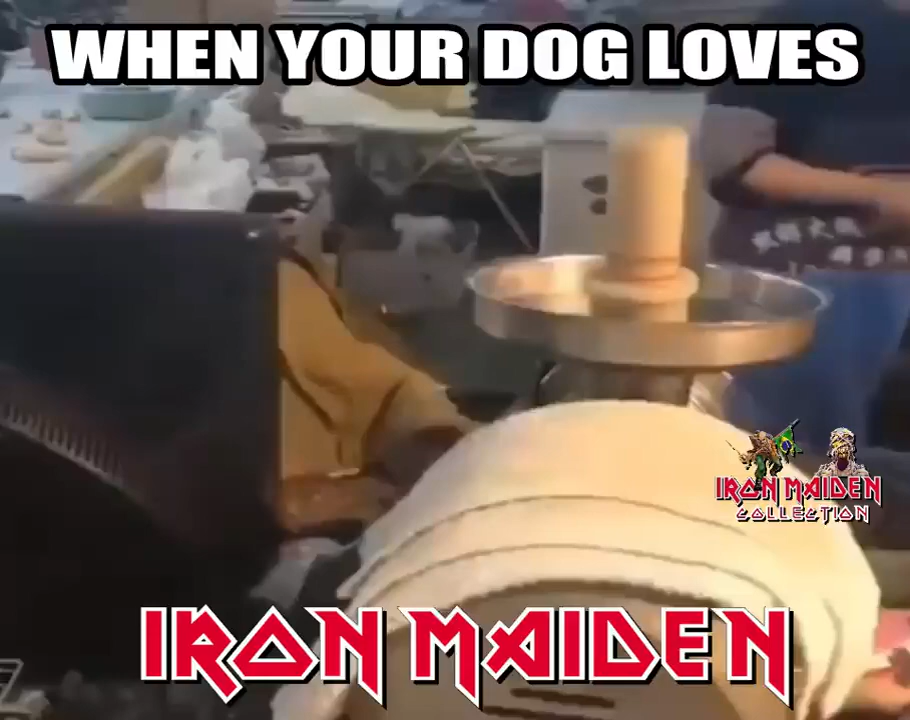 WHEN YOUR DOG LOVES
IRON MAIDEN
COLLECTION
IRON MAIDEN